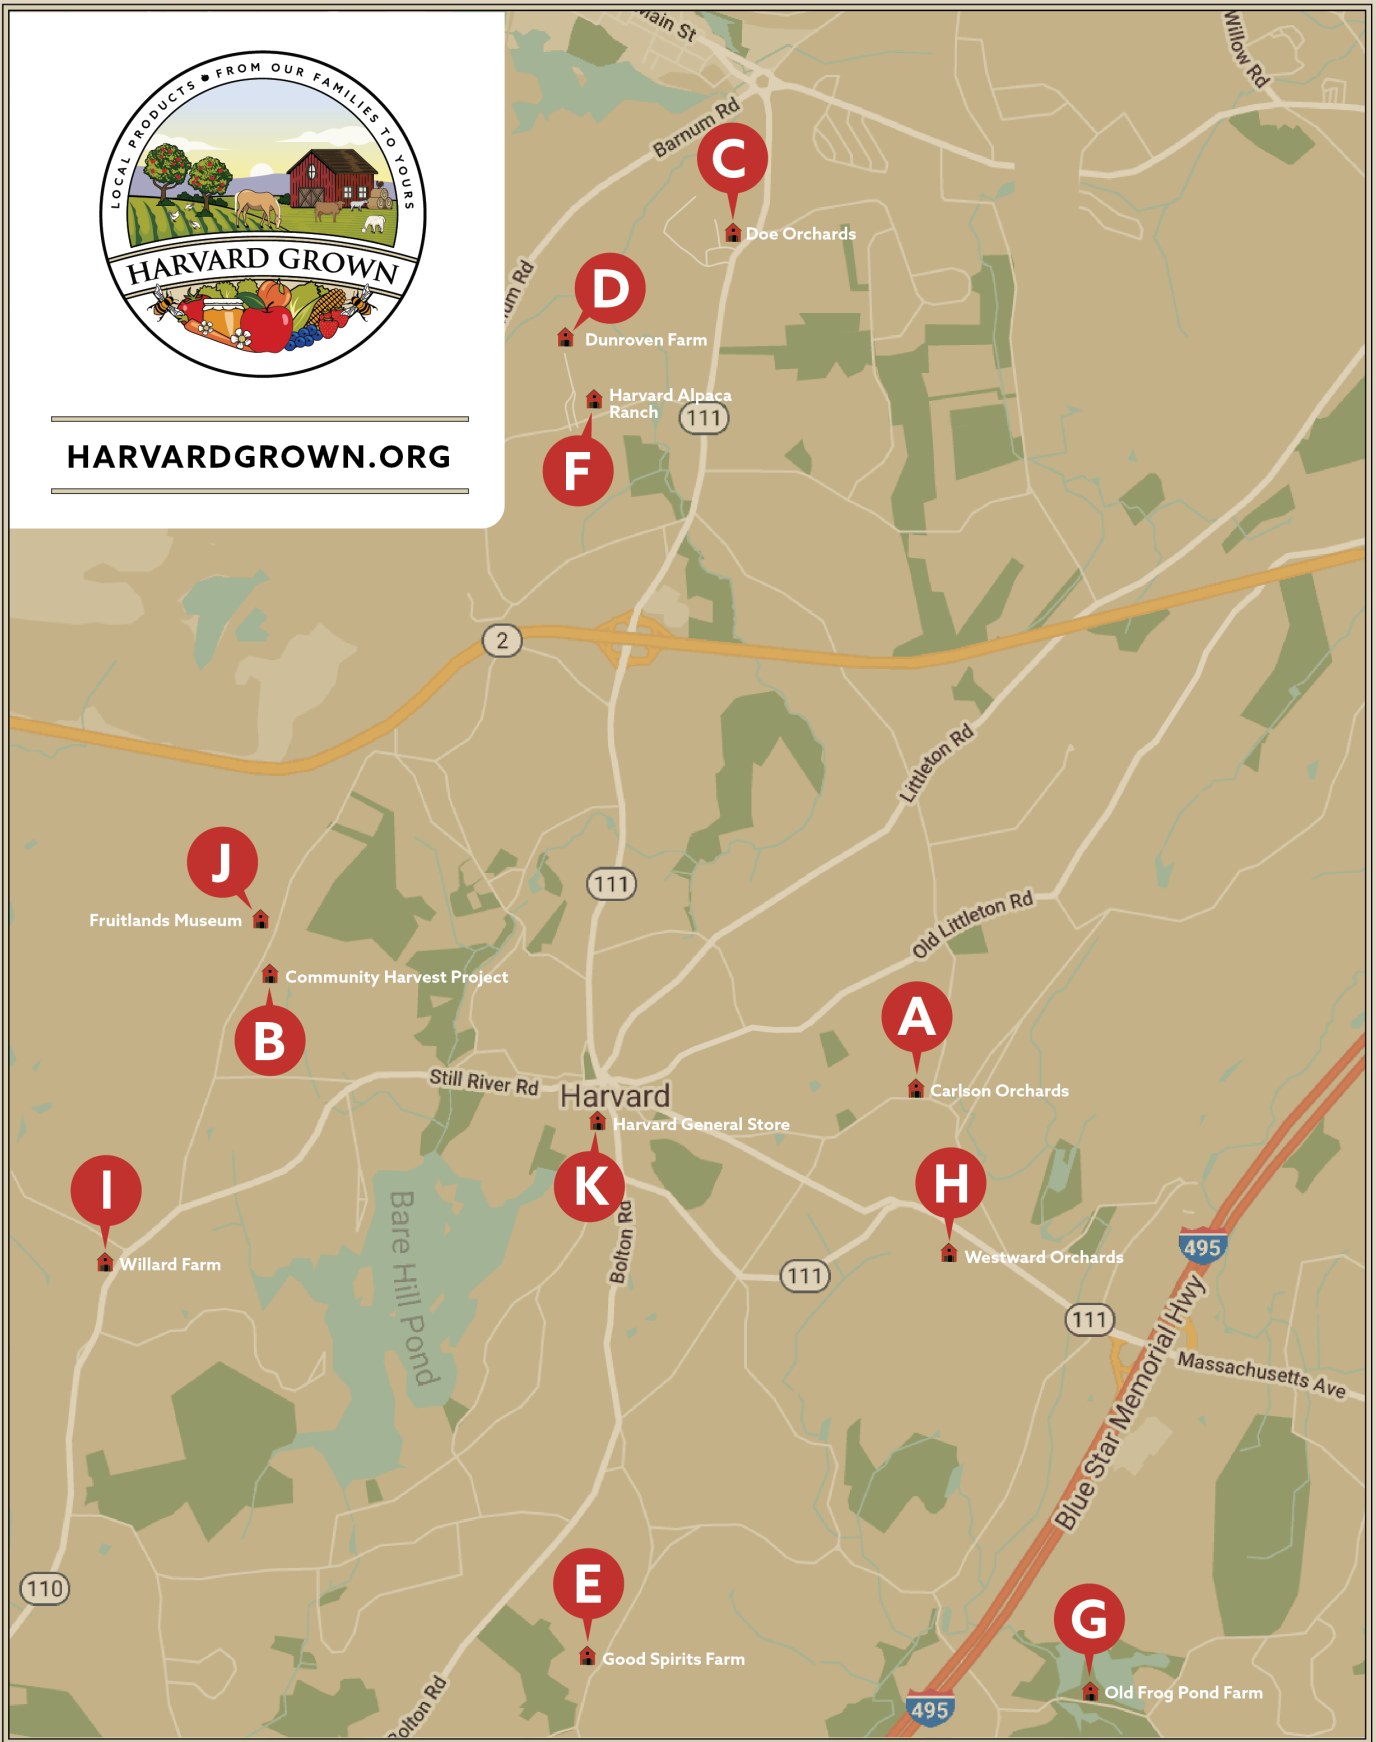 LOCAL PRODUCTS FROM OUR FAMILIES TO YOURS
HARVARD GROWN
HARVARDGROWN.ORG
Main St
Willow Rd
Barnum Rd
C
Doe Orchards
num Rd
D
Dunroven Farm
Harvard Alpaca
Ranch
111
F
2
Littleton Rd
J
111
Fruitlands Museum
Old Littleton Rd
Community Harvest Project
B
A
Still River Rd
Harvard
Carlson Orchards
Harvard General Store
I
K
H
Bare Hill Pond
Bolton Rd
Willard Farm
Westward Orchards
495
111
111
Blue Star Memorial Hwy
Massachusetts Ave
110
E
G
Good Spirits Farm
Old Frog Pond Farm
Bolton Rd
495